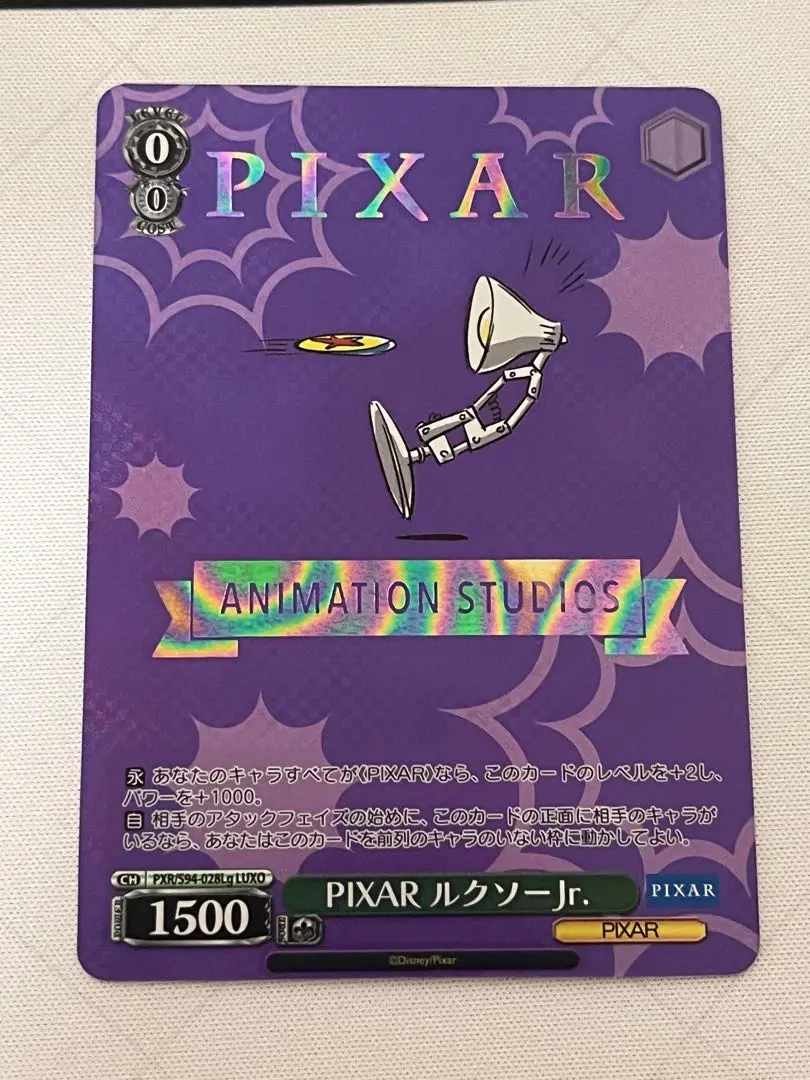 LEVEL
0
0
COST
PIXAR
ANIMATION STUDIOS
永 あなたのキャラすべてが《PIXAR》なら、このカードのレベルを+2し、
パワーを+1000。
自 相手のアタックフェイズの始めに、このカードの正面に相手のキャラが
いるなら、あなたはこのカードを前列のキャラのいない枠に動かしてよい。
CH PXR/S94-028Lg LUXO
PIXAR ルクソーJr.
PIXAR
POWER
1500
SOUL
PIXAR
©Disney/Pixar